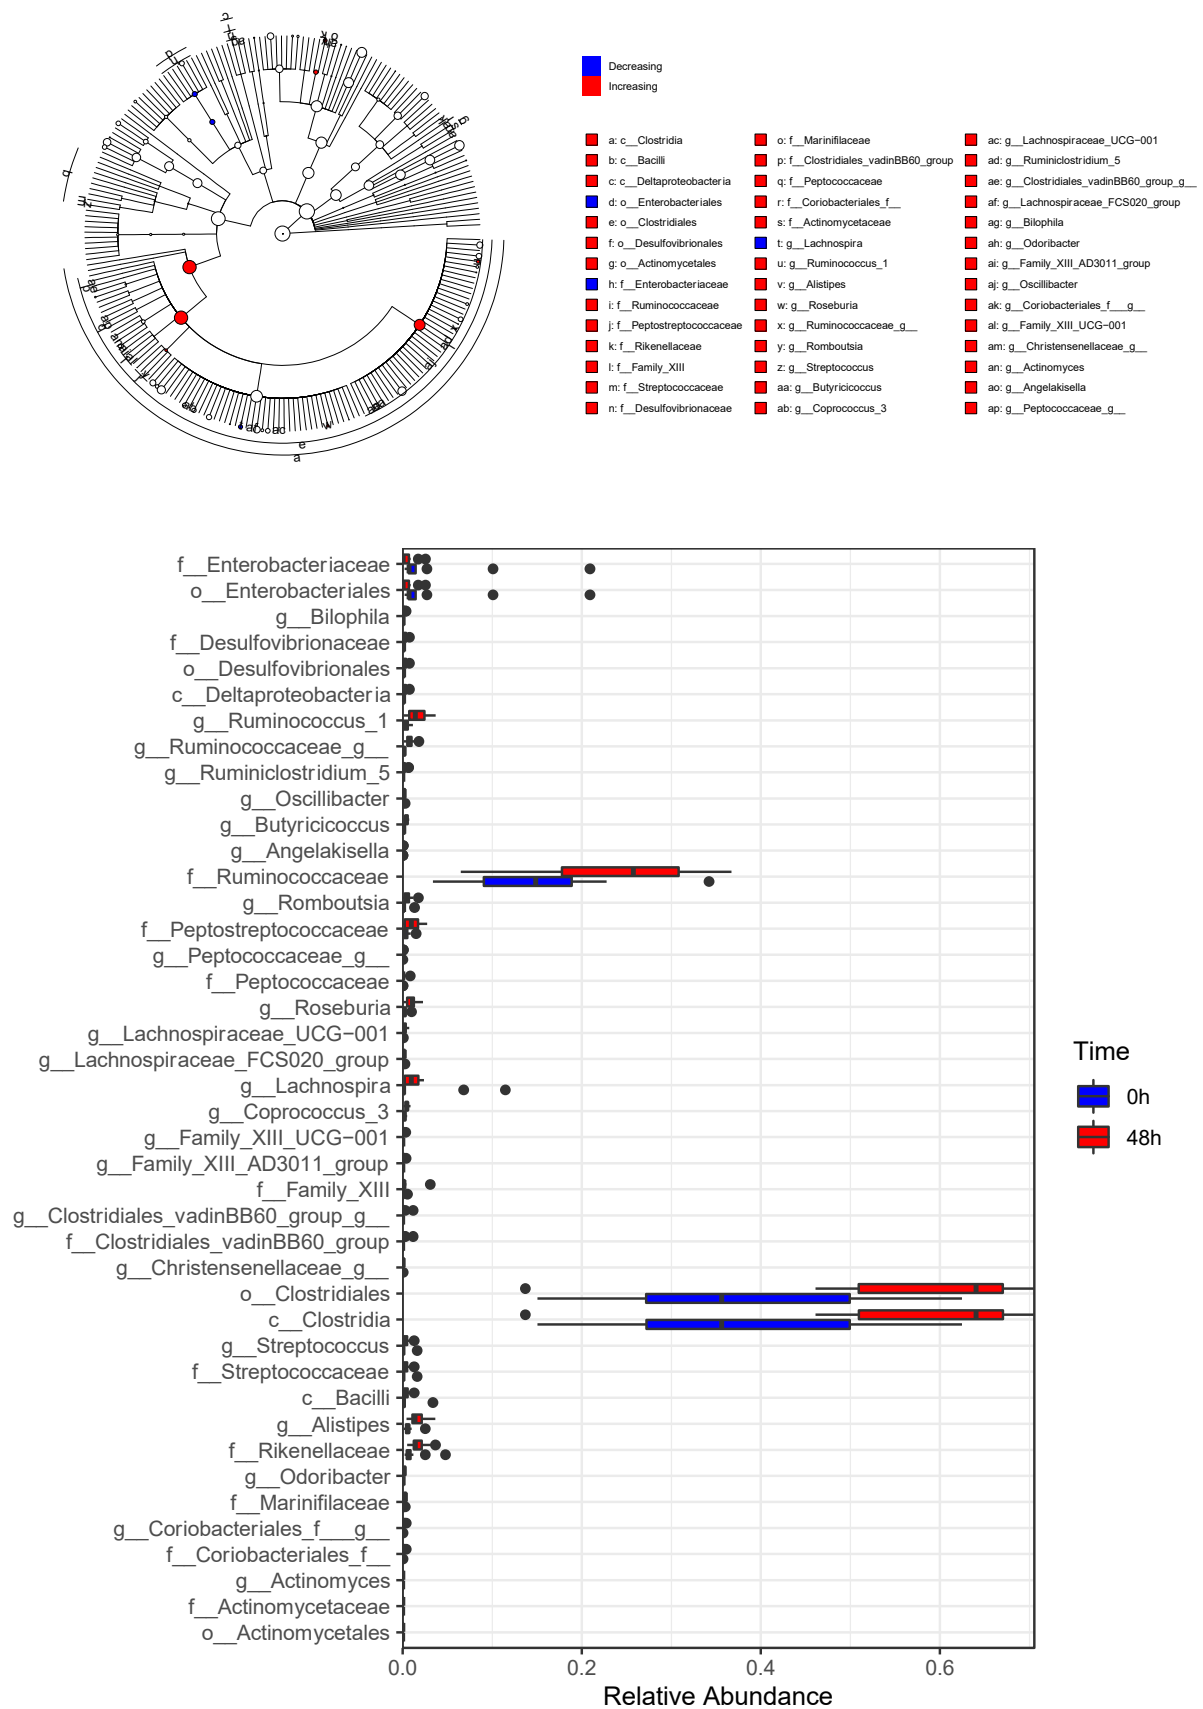 Decreasing
Increasing
a: c__Clostridia
b: c__Bacilli
c: c__Deltaproteobacteria
d: o__Enterobacteriales
e: o__Clostridiales
f: o__Desulfovibrionales
g: o__Actinomycetales
h: f__Enterobacteriaceae
i: f__Ruminococcaceae
j: f__Peptostreptococcaceae
k: f__Rikenellaceae
l: f__Family_XIII
m: f__Streptococcaceae
n: f__Desulfovibrionaceae
o: f__Marinifilaceae
p: f__Clostridiales_vadinBB60_group
q: f__Peptococcaceae
r: f__Coriobacteriales_f__
s: f__Actinomycetaceae
t: g__Lachnospira
u: g__Ruminococcus_1
v: g__Alistipes
w: g__Roseburia
x: g__Ruminococcaceae_g__
y: g__Romboutsia
z: g__Streptococcus
aa: g__Butyricicoccus
ab: g__Coprococcus_3
ac: g__Lachnospiraceae_UCG−001
ad: g__Ruminiclostridium_5
ae: g__Clostridiales_vadinBB60_group_g__
af: g__Lachnospiraceae_FCS020_group
ag: g__Bilophila
ah: g__Odoribacter
ai: g__Family_XIII_AD3011_group
aj: g__Oscillibacter
ak: g__Coriobacteriales_f___g__
al: g__Family_XIII_UCG−001
am: g__Christensenellaceae_g__
an: g__Actinomyces
ao: g__Angelakisella
ap: g__Peptococcaceae_g__
e
a
f__Enterobacteriaceae
o__Enterobacteriales
g__Bilophila
f__Desulfovibrionaceae
o__Desulfovibrionales
c__Deltaproteobacteria
g__Ruminococcus_1
g__Ruminococcaceae_g__
g__Ruminiclostridium_5
g__Oscillibacter
g__Butyricicoccus
g__Angelakisella
f__Ruminococcaceae
g__Romboutsia
f__Peptostreptococcaceae
g__Peptococcaceae_g__
f__Peptococcaceae
g__Roseburia
g__Lachnospiraceae_UCG−001
g__Lachnospiraceae_FCS020_group
g__Lachnospira
g__Coprococcus_3
g__Family_XIII_UCG−001
g__Family_XIII_AD3011_group
f__Family_XIII
g__Clostridiales_vadinBB60_group_g__
f__Clostridiales_vadinBB60_group
g__Christensenellaceae_g__
o__Clostridiales
c__Clostridia
g__Streptococcus
f__Streptococcaceae
c__Bacilli
g__Alistipes
f__Rikenellaceae
g__Odoribacter
f__Marinifilaceae
g__Coriobacteriales_f___g__
f__Coriobacteriales_f__
g__Actinomyces
f__Actinomycetaceae
o__Actinomycetales
0.0 0.2 0.4 0.6
Relative Abundance
Time
0h
48h